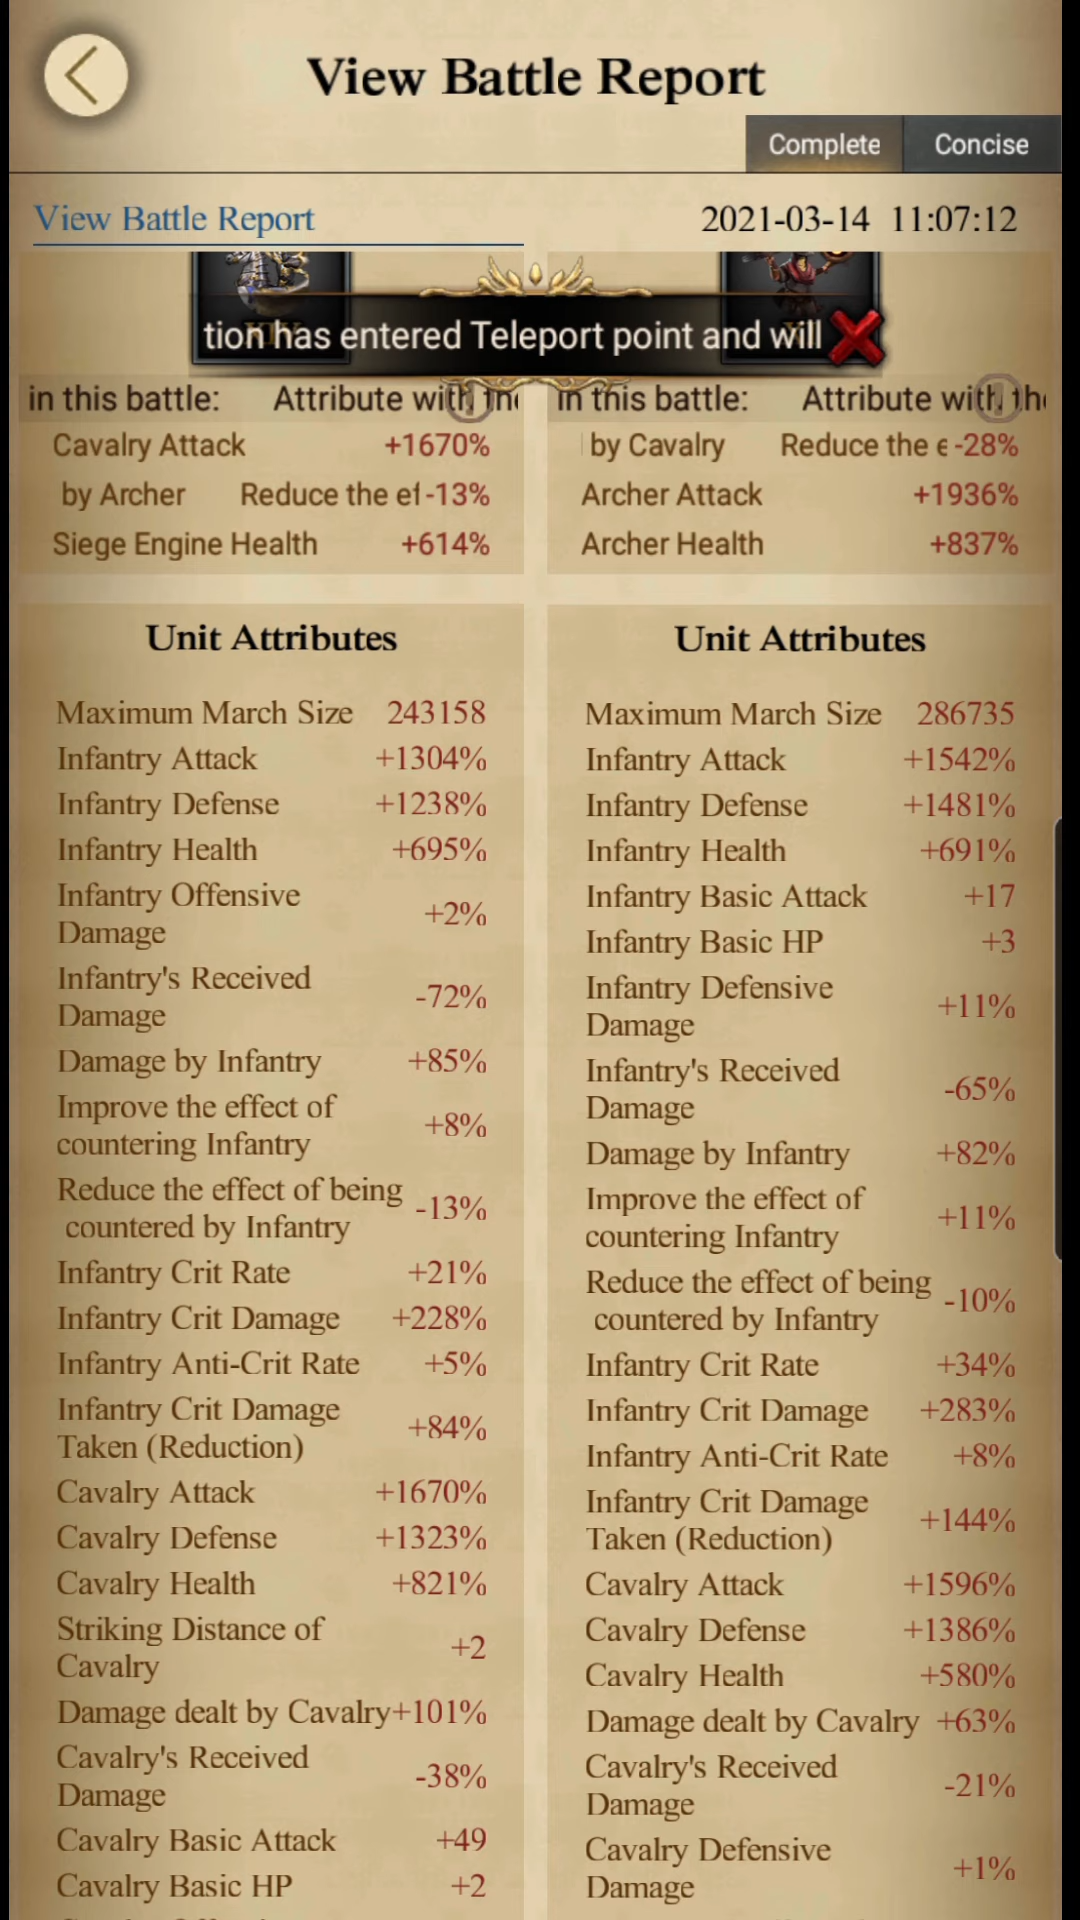 View Battle Report
Complete
Concise
View Battle Report
2021-03-14 11:07:12
tion has entered Teleport point and will
in this battle: Attribute with the
Cavalry Attack +1670%
by Archer Reduce the ef -13%
Siege Engine Health +614%
in this battle: Attribute with the
by Cavalry Reduce the e -28%
Archer Attack +1936%
Archer Health +837%
Unit Attributes
Maximum March Size 243158
Infantry Attack +1304%
Infantry Defense +1238%
Infantry Health +695%
Infantry Offensive
Damage +2%
Infantry's Received
Damage -72%
Damage by Infantry +85%
Improve the effect of
countering Infantry +8%
Reduce the effect of being
countered by Infantry -13%
Infantry Crit Rate +21%
Infantry Crit Damage +228%
Infantry Anti-Crit Rate +5%
Infantry Crit Damage
Taken (Reduction) +84%
Cavalry Attack +1670%
Cavalry Defense +1323%
Cavalry Health +821%
Striking Distance of
Cavalry +2
Damage dealt by Cavalry +101%
Cavalry's Received
Damage -38%
Cavalry Basic Attack +49
Cavalry Basic HP +2
Unit Attributes
Maximum March Size 286735
Infantry Attack +1542%
Infantry Defense +1481%
Infantry Health +691%
Infantry Basic Attack +17
Infantry Basic HP +3
Infantry Defensive
Damage +11%
Infantry's Received
Damage -65%
Damage by Infantry +82%
Improve the effect of
countering Infantry +11%
Reduce the effect of being
countered by Infantry -10%
Infantry Crit Rate +34%
Infantry Crit Damage +283%
Infantry Anti-Crit Rate +8%
Infantry Crit Damage
Taken (Reduction) +144%
Cavalry Attack +1596%
Cavalry Defense +1386%
Cavalry Health +580%
Damage dealt by Cavalry +63%
Cavalry's Received
Damage -21%
Cavalry Defensive
Damage +1%